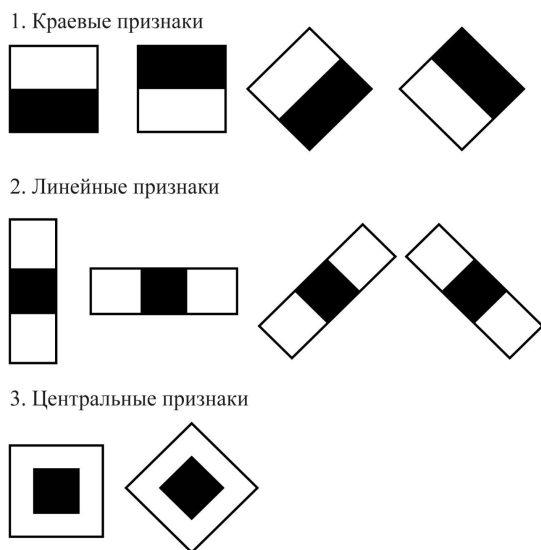 1. Краевые признаки
2. Линейные признаки
3. Центральные признаки